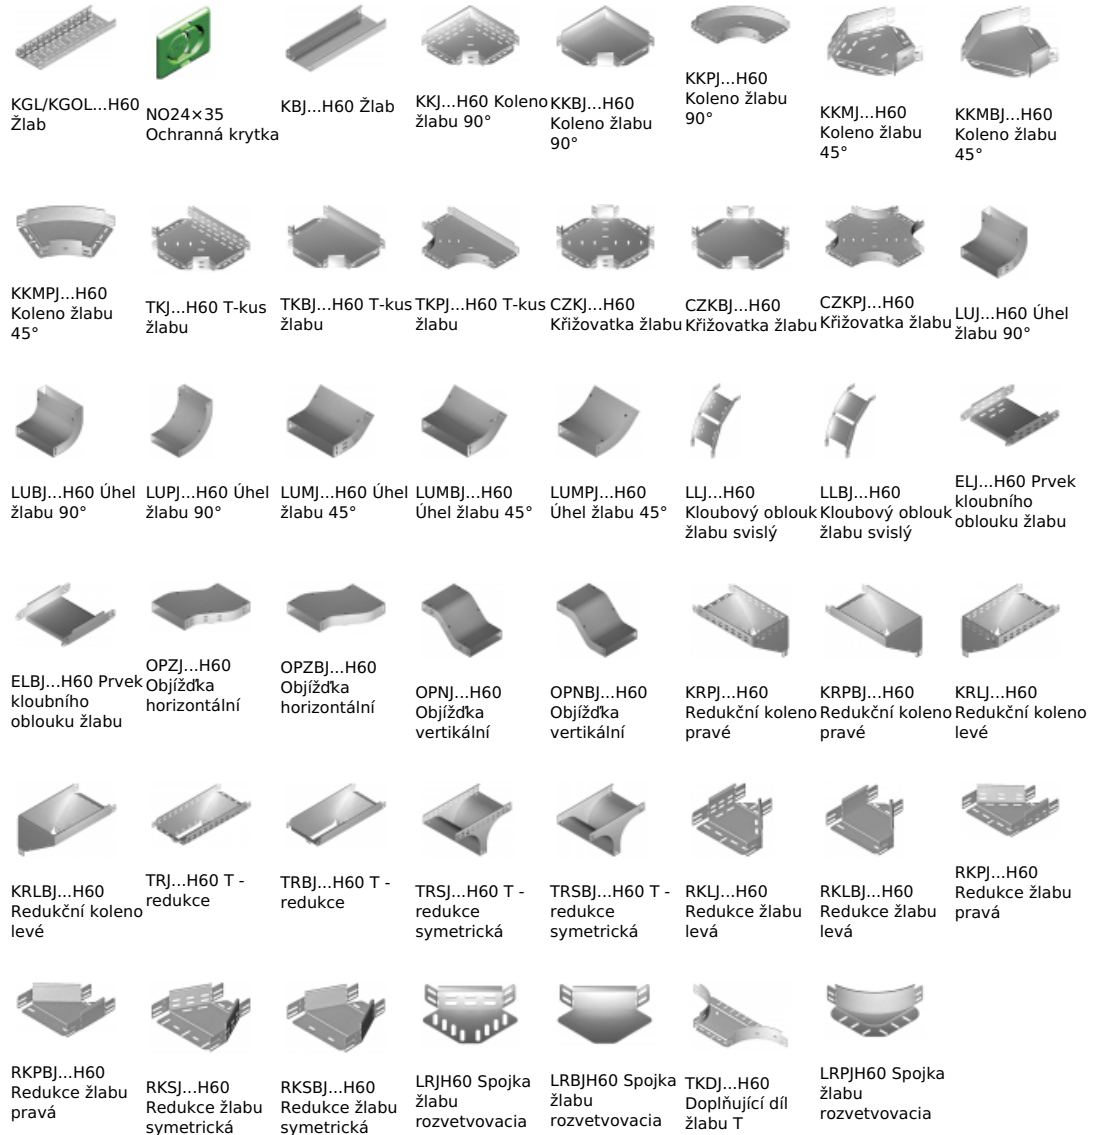 KGL/KGOL...H60
Žlab
NO24×35
Ochranná krytka
KBJ...H60 Žlab
KKJ...H60 Koleno
žlabu 90°
KKBJ...H60
Koleno žlabu
90°
KKPJ...H60
Koleno žlabu
90°
KKMJ...H60
Koleno žlabu
45°
KKMBJ...H60
Koleno žlabu
45°
KKMPJ...H60
Koleno žlabu
45°
TKJ...H60 T-kus
žlabu
TKBJ...H60 T-kus
žlabu
TKPJ...H60 T-kus
žlabu
CZKJ...H60
Křižovatka žlabu
CZKBJ...H60
Křižovatka žlabu
CZKPJ...H60
Křižovatka žlabu
LUJ...H60 Úhel
žlabu 90°
LUBJ...H60 Úhel
žlabu 90°
LUPJ...H60 Úhel
žlabu 90°
LUMJ...H60 Úhel
žlabu 45°
LUMBJ...H60
Úhel žlabu 45°
LUMPJ...H60
Úhel žlabu 45°
LLJ...H60
Kloubový oblouk
žlabu svislý
LLBJ...H60
Kloubový oblouk
žlabu svislý
ELJ...H60 Prvek
kloubního
oblouku žlabu
ELBJ...H60 Prvek
kloubního
oblouku žlabu
OPZJ...H60
Objížďka
horizontální
OPZBJ...H60
Objížďka
horizontální
OPNJ...H60
Objížďka
vertikální
OPNBJ...H60
Objížďka
vertikální
KRPJ...H60
Redukční koleno
pravé
KRPBJ...H60
Redukční koleno
pravé
KRLJ...H60
Redukční koleno
levé
KRLBJ...H60
Redukční koleno
levé
TRJ...H60 T -
redukce
TRBJ...H60 T -
redukce
TRSJ...H60 T -
redukce
symetrická
TRSBJ...H60 T -
redukce
symetrická
RKLJ...H60
Redukce žlabu
levá
RKLBJ...H60
Redukce žlabu
levá
RKPJ...H60
Redukce žlabu
pravá
RKPBJ...H60
Redukce žlabu
pravá
RKSJ...H60
Redukce žlabu
symetrická
RKSBJ...H60
Redukce žlabu
symetrická
LRJH60 Spojka
žlabu
rozvetvovacia
LRBJH60 Spojka
žlabu
rozvetvovacia
TKDJ...H60
Doplňující díl
žlabu T
LRPJH60 Spojka
žlabu
rozvetvovacia